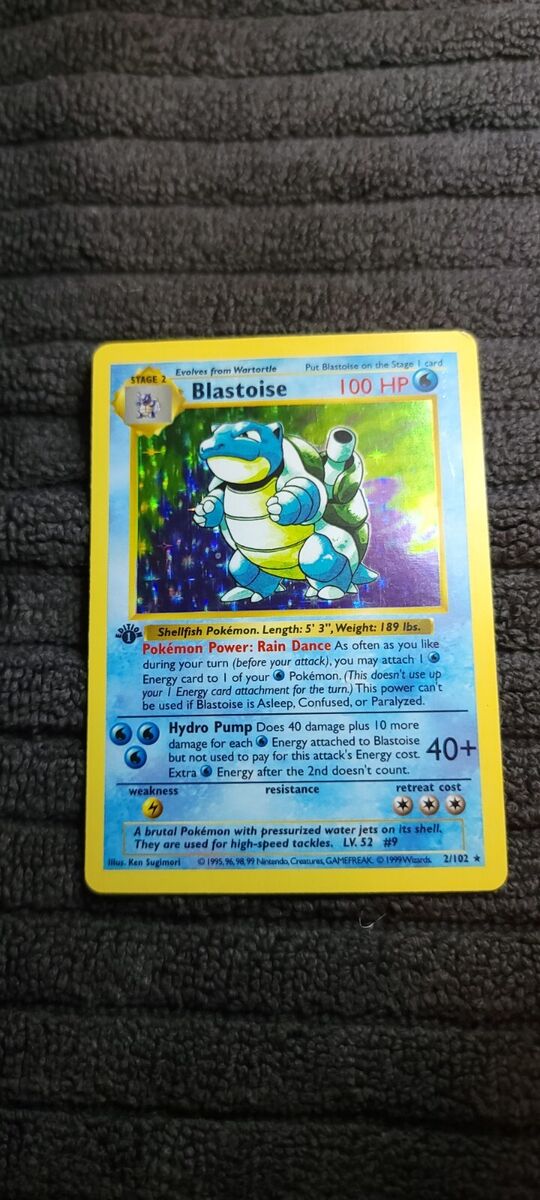 Evolves from Wartortle Put Blastoise on the Stage 1 card
STAGE 2
Blastoise 100 HP
EDITION
1
Shellfish Pokémon. Length: 5' 3", Weight: 189 lbs.
Pokémon Power: Rain Dance As often as you like
during your turn (before your attack), you may attach 1
Energy card to 1 of your Pokémon. (This doesn't use up
your 1 Energy card attachment for the turn.) This power can't
be used if Blastoise is Asleep, Confused, or Paralyzed.
Hydro Pump Does 40 damage plus 10 more
damage for each Energy attached to Blastoise
but not used to pay for this attack's Energy cost.
Extra Energy after the 2nd doesn't count.
40+
weakness resistance retreat cost
A brutal Pokémon with pressurized water jets on its shell.
They are used for high-speed tackles. LV. 52 #9
Illus. Ken Sugimori © 1995, 96, 98, 99 Nintendo, Creatures, GAMEFREAK. © 1999 Wizards. 2/102 ★